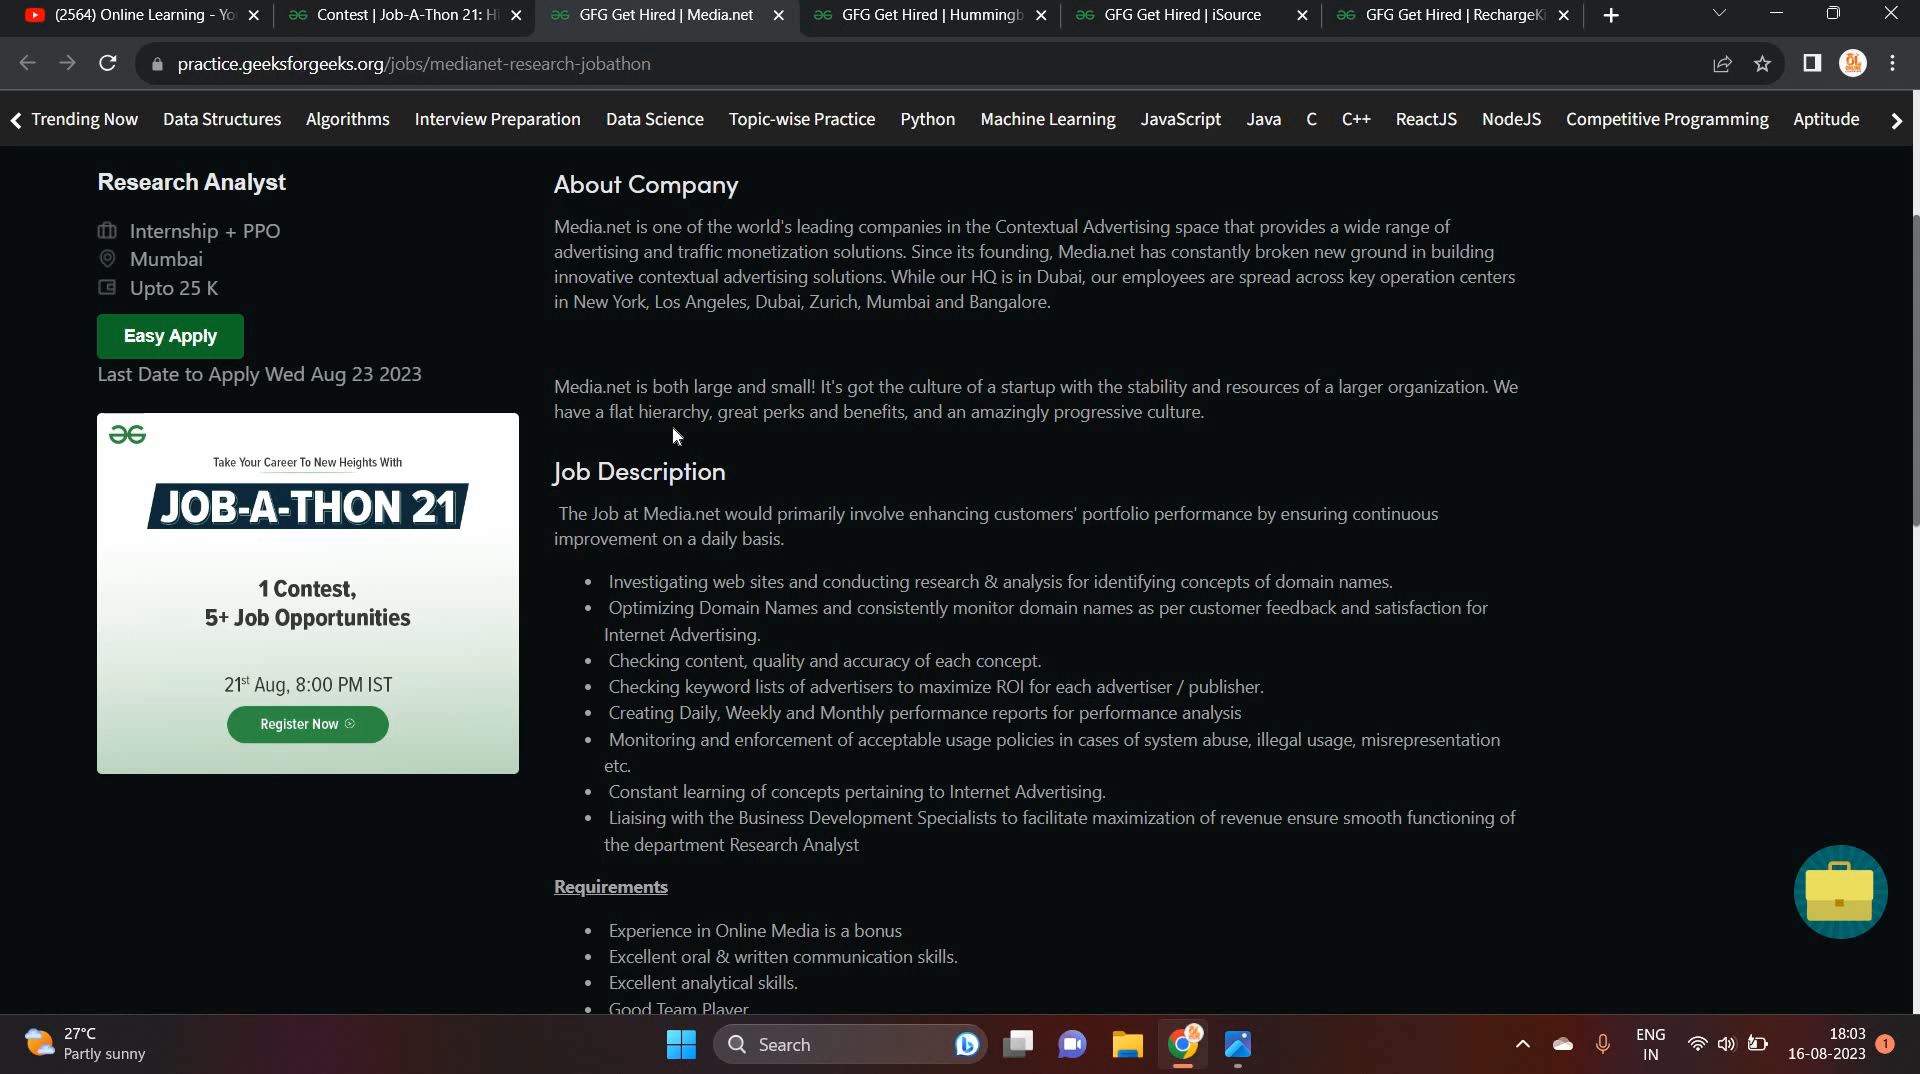 (2564) Online Learning - Yo
Contest | Job-A-Thon 21: Hi
GFG Get Hired | Media.net
GFG Get Hired | Hummingb
GFG Get Hired | iSource
GFG Get Hired | RechargeKi
practice.geeksforgeeks.org/jobs/medianet-research-jobathon
Trending Now Data Structures Algorithms Interview Preparation Data Science Topic-wise Practice Python Machine Learning JavaScript Java C C++ ReactJS NodeJS Competitive Programming Aptitude
Research Analyst
Internship + PPO
Mumbai
Upto 25 K
Easy Apply
Last Date to Apply Wed Aug 23 2023
Take Your Career To New Heights With
JOB-A-THON 21
1 Contest,
5+ Job Opportunities
21st Aug, 8:00 PM IST
Register Now
About Company
Media.net is one of the world's leading companies in the Contextual Advertising space that provides a wide range of
advertising and traffic monetization solutions. Since its founding, Media.net has constantly broken new ground in building
innovative contextual advertising solutions. While our HQ is in Dubai, our employees are spread across key operation centers
in New York, Los Angeles, Dubai, Zurich, Mumbai and Bangalore.
Media.net is both large and small! It's got the culture of a startup with the stability and resources of a larger organization. We
have a flat hierarchy, great perks and benefits, and an amazingly progressive culture.
Job Description
The Job at Media.net would primarily involve enhancing customers' portfolio performance by ensuring continuous
improvement on a daily basis.
• Investigating web sites and conducting research & analysis for identifying concepts of domain names.
• Optimizing Domain Names and consistently monitor domain names as per customer feedback and satisfaction for
Internet Advertising.
• Checking content, quality and accuracy of each concept.
• Checking keyword lists of advertisers to maximize ROI for each advertiser / publisher.
• Creating Daily, Weekly and Monthly performance reports for performance analysis
• Monitoring and enforcement of acceptable usage policies in cases of system abuse, illegal usage, misrepresentation
etc.
• Constant learning of concepts pertaining to Internet Advertising.
• Liaising with the Business Development Specialists to facilitate maximization of revenue ensure smooth functioning of
the department Research Analyst
Requirements
• Experience in Online Media is a bonus
• Excellent oral & written communication skills.
• Excellent analytical skills.
• Good Team Player
27°C
Partly sunny
Search
ENG
IN
18:03
16-08-2023
1